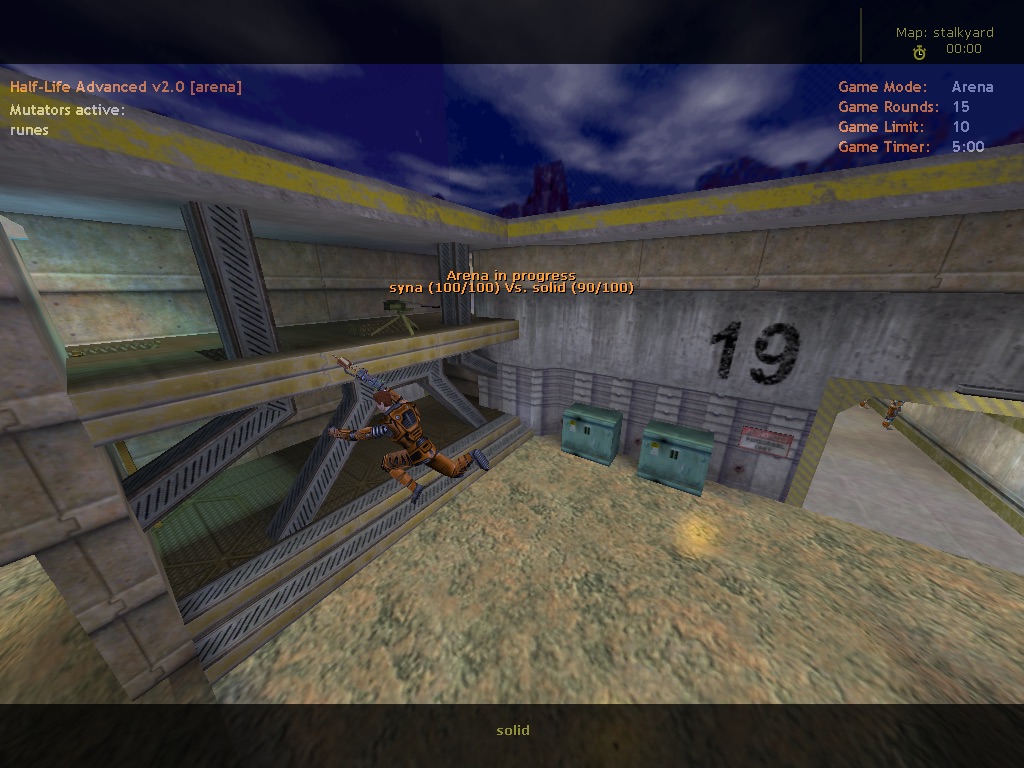 Map: stalkyard
00:00
Half-Life Advanced v2.0 [arena]
Mutators active:
runes
Game Mode: Arena
Game Rounds: 15
Game Limit: 10
Game Timer: 5:00
Arena in progress
syna (100/100) Vs. solid (90/100)
19
solid